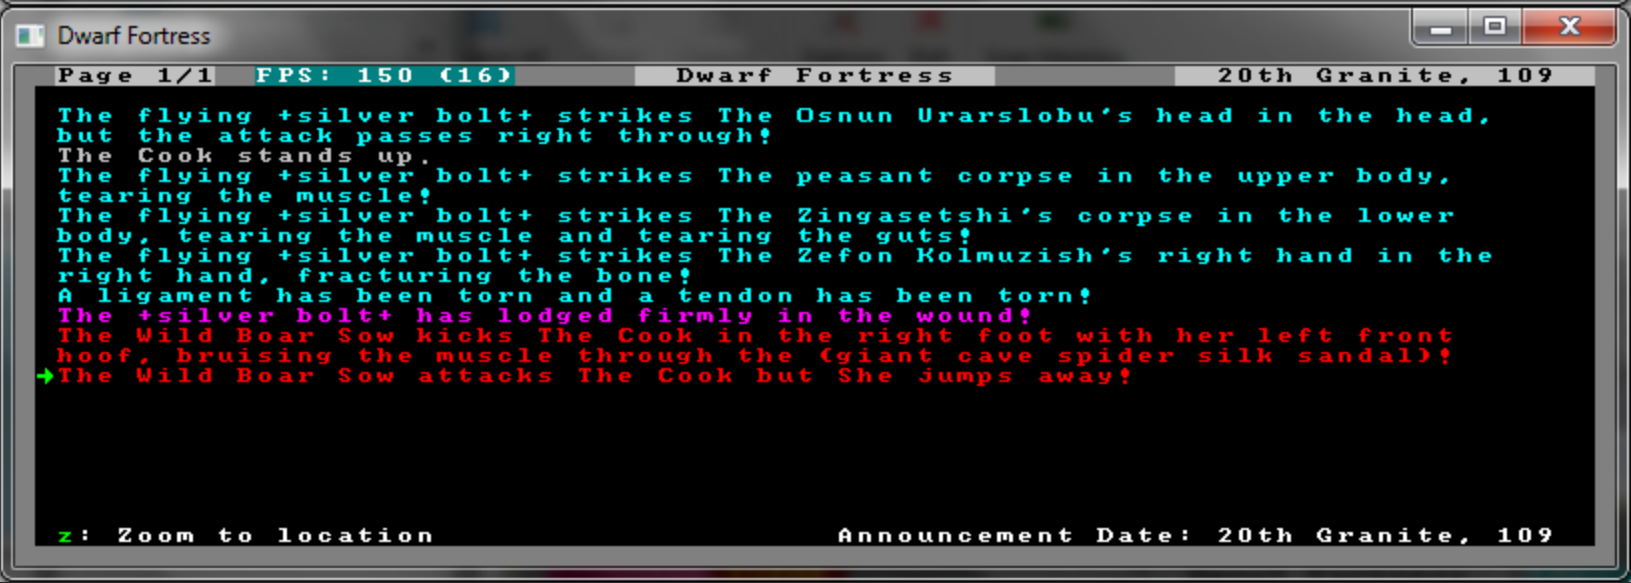 Dwarf Fortress
Page 1/1 FPS: 150 (16) Dwarf Fortress 20th Granite, 109
The flying +silver bolt+ strikes The Osnun Urarslobu's head in the head,
but the attack passes right through!
The Cook stands up.
The flying +silver bolt+ strikes The peasant corpse in the upper body,
tearing the muscle!
The flying +silver bolt+ strikes The Zingasetshi's corpse in the lower
body, tearing the muscle and tearing the guts!
The flying +silver bolt+ strikes The Zefon Kolmuzish's right hand in the
right hand, fracturing the bone!
A ligament has been torn and a tendon has been torn!
The +silver bolt+ has lodged firmly in the wound!
The Wild Boar Sow kicks The Cook in the right foot with her left front
hoof, bruising the muscle through the (giant cave spider silk sandal)!
→The Wild Boar Sow attacks The Cook but She jumps away!
z: Zoom to location Announcement Date: 20th Granite, 109